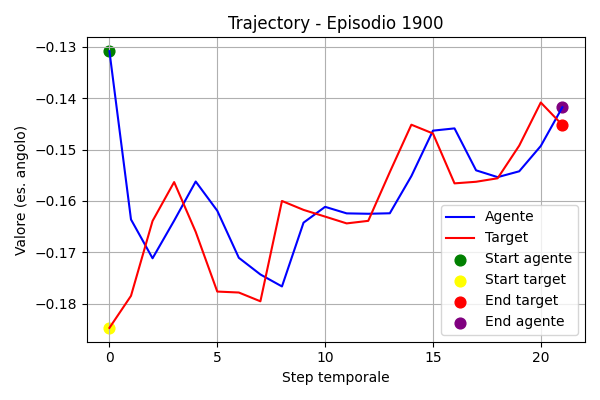 Trajectory - Episodio 1900
Valore (es. angolo)
−0.13
−0.14
−0.15
−0.16
−0.17
−0.18
0
5
10
15
20
Step temporale
Agente
Target
Start agente
Start target
End target
End agente